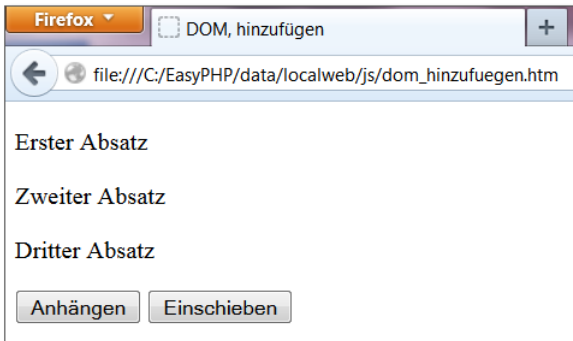 Firefox
DOM, hinzufügen
+
file:///C:/EasyPHP/data/localweb/js/dom_hinzufuegen.htm
Erster Absatz
Zweiter Absatz
Dritter Absatz
Anhängen Einschieben